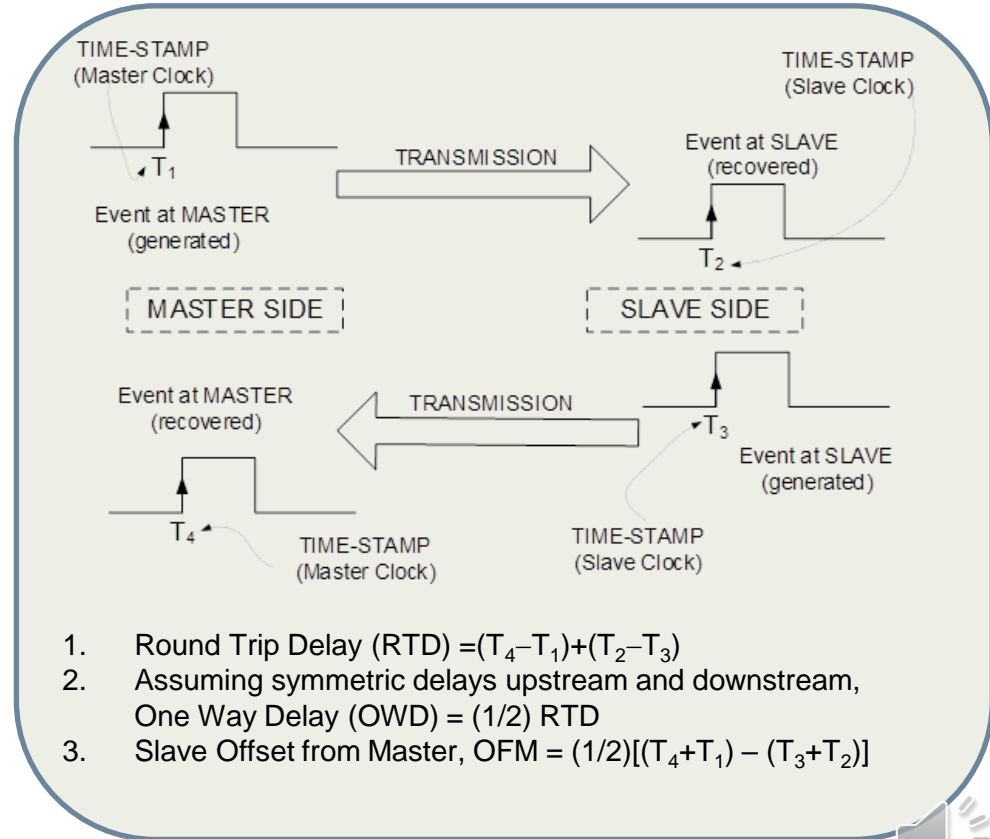 TIME-STAMP
(Master Clock)
T₁
Event at MASTER
(generated)
TRANSMISSION
TIME-STAMP
(Slave Clock)
Event at SLAVE
(recovered)
T₂
MASTER SIDE
SLAVE SIDE
Event at MASTER
(recovered)
T₄
TIME-STAMP
(Master Clock)
TRANSMISSION
T₃
Event at SLAVE
(generated)
TIME-STAMP
(Slave Clock)
1. Round Trip Delay (RTD) =(T₄−T₁)+(T₂−T₃)
2. Assuming symmetric delays upstream and downstream,
One Way Delay (OWD) = (1/2) RTD
3. Slave Offset from Master, OFM = (1/2)[(T₄+T₁) – (T₃+T₂)]